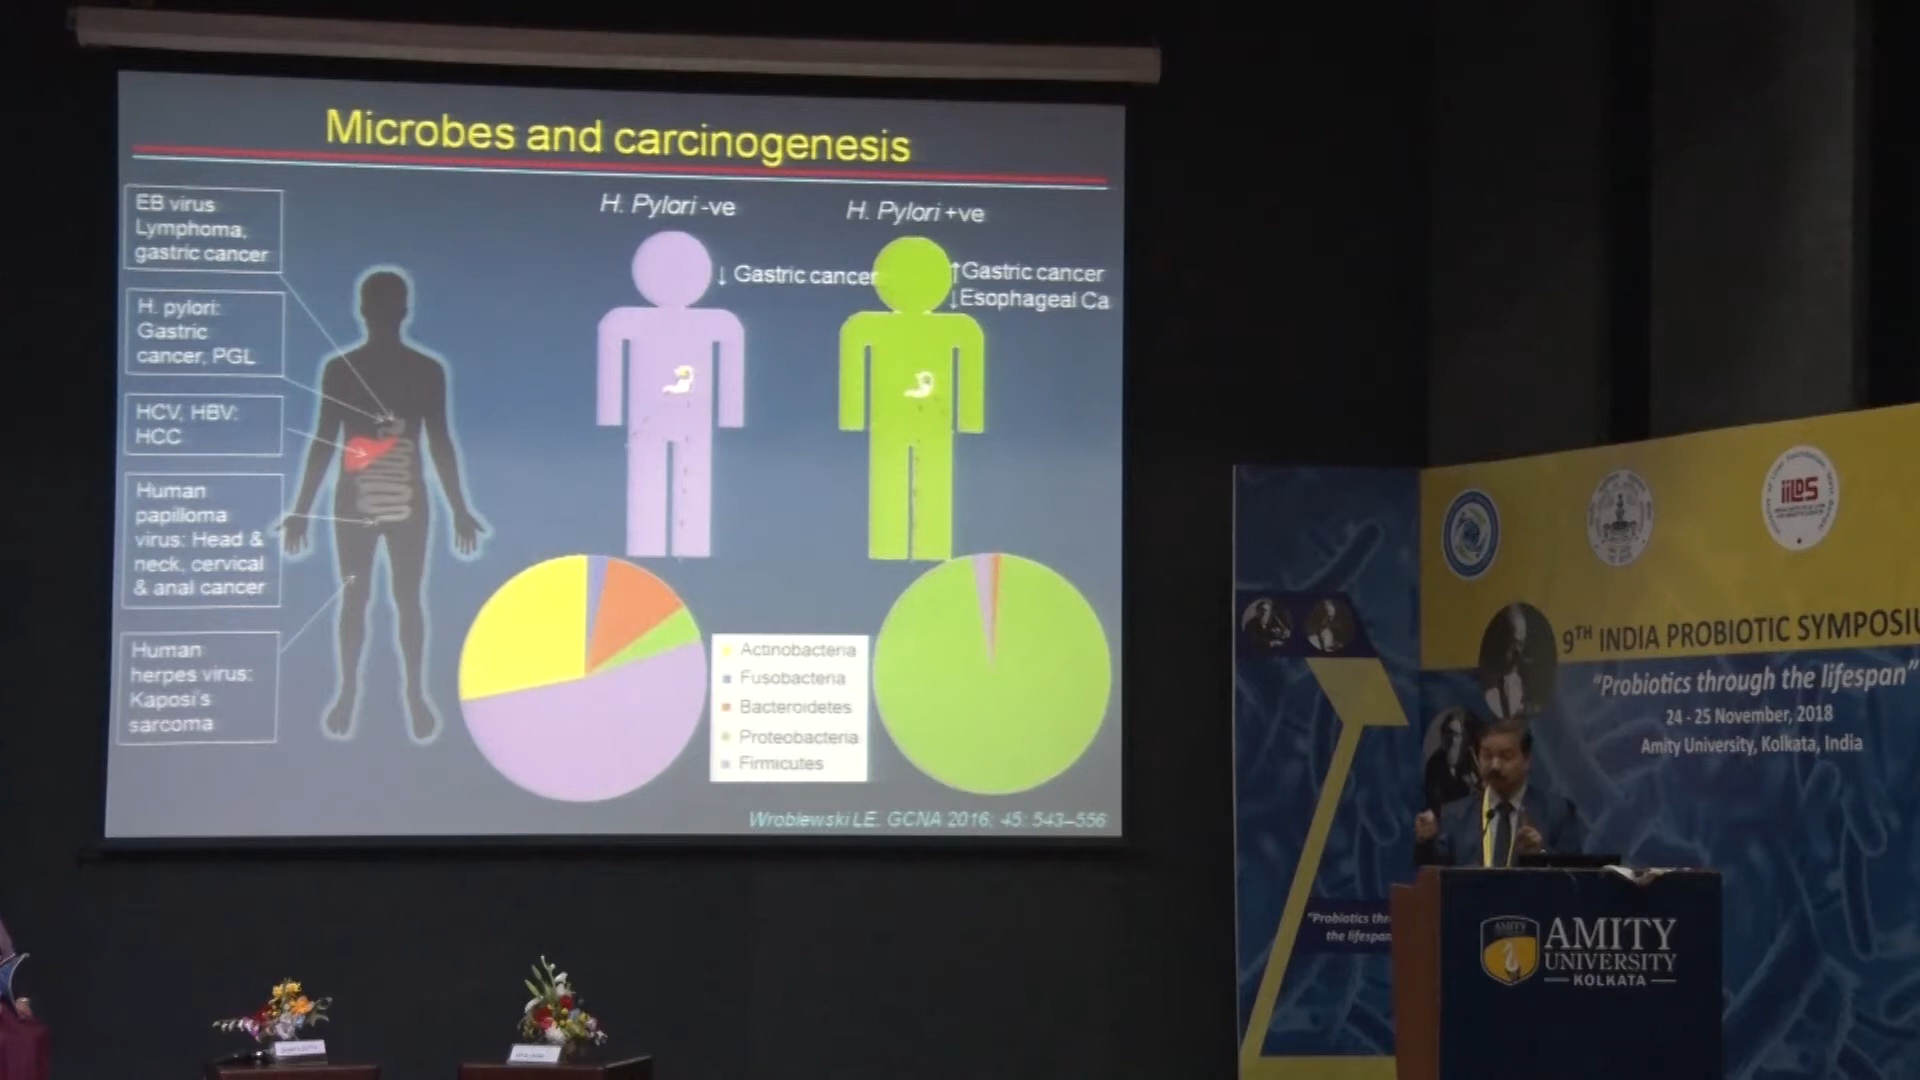 Microbes and carcinogenesis
EB virus
Lymphoma,
gastric cancer
H. pylori:
Gastric
cancer, PGL
HCV, HBV:
HCC
Human
papilloma
virus: Head &
neck, cervical
& anal cancer
Human
herpes virus:
Kaposi's
sarcoma
H. Pylori -ve
↓ Gastric cancer
H. Pylori +ve
↑Gastric cancer
↓Esophageal Ca
Actinobacteria
Fusobacteria
Bacteroidetes
Proteobacteria
Firmicutes
Wroblewski LE. GCNA 2016; 45: 543–556
iiLDS
9TH INDIA PROBIOTIC SYMPOSIU
"Probiotics through the lifespan"
24 - 25 November, 2018
Amity University, Kolkata, India
"Probiotics thr
the lifespan
AMITY
AMITY
UNIVERSITY
KOLKATA